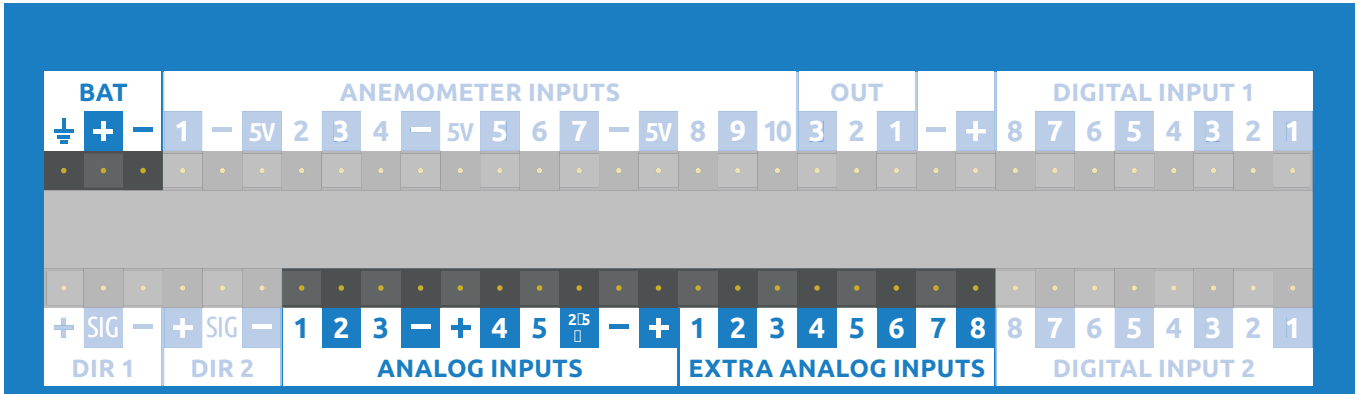 BAT ANEMOMETER INPUTS OUT DIGITAL INPUT 1
⏚ + − 1 − 5V 2 3 4 − 5V 5 6 7 − 5V 8 9 10 3 2 1 − + 8 7 6 5 4 3 2 1
+ SIG − + SIG − 1 2 3 − + 4 5 2▯5▯ − + 1 2 3 4 5 6 7 8 8 7 6 5 4 3 2 1
DIR 1 DIR 2 ANALOG INPUTS EXTRA ANALOG INPUTS DIGITAL INPUT 2